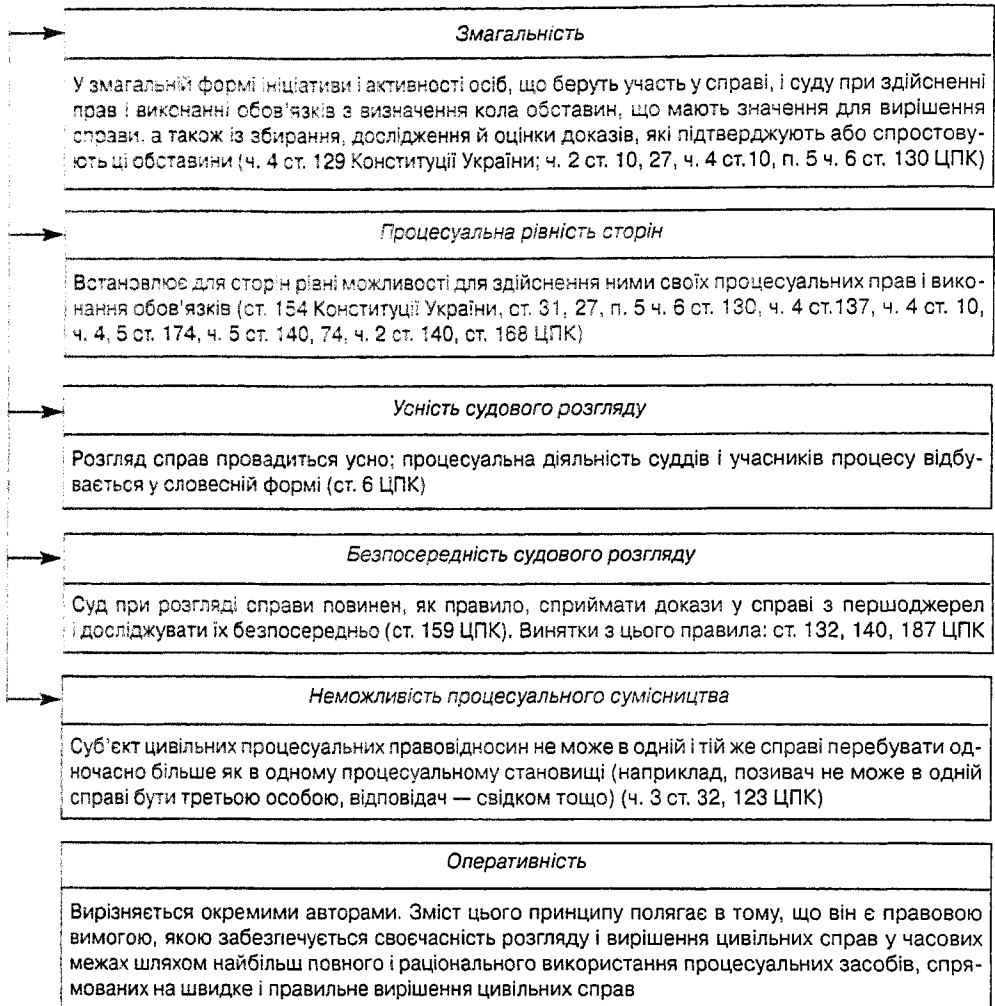 Змагальність
У змагальній формі ініціативи і активності осіб, що беруть участь у справі, і суду при здійсненні
прав і виконанні обов'язків з визначення кола обставин, що мають значення для вирішення
справи, а також із збирання, дослідження й оцінки доказів, які підтверджують або спростову-
ють ці обставини (ч. 4 ст. 129 Конституції України; ч. 2 ст. 10, 27, ч. 4 ст.10, п. 5 ч. 6 ст. 130 ЦПК)
Процесуальна рівність сторін
Встановлює для сторін рівні можливості для здійснення ними своїх процесуальних прав і вико-
нання обов'язків (ст. 154 Конституції України, ст. 31, 27, п. 5 ч. 6 ст. 130, ч. 4 ст.137, ч. 4 ст. 10,
ч. 4, 5 ст. 174, ч. 5 ст. 140, 74, ч. 2 ст. 140, ст. 168 ЦПК)
Усність судового розгляду
Розгляд справ провадиться усно; процесуальна діяльність суддів і учасників процесу відбу-
вається у словесній формі (ст. 6 ЦПК)
Безпосередність судового розгляду
Суд при розгляді справи повинен, як правило, сприймати докази у справі з першоджерел
і досліджувати їх безпосередньо (ст. 159 ЦПК). Винятки з цього правила: ст. 132, 140, 187 ЦПК
Неможливість процесуального сумісництва
Суб'єкт цивільних процесуальних правовідносин не може в одній і тій же справі перебувати од-
ночасно більше як в одному процесуальному становищі (наприклад, позивач не може в одній
справі бути третьою особою, відповідач — свідком тощо) (ч. 3 ст. 32, 123 ЦПК)
Оперативність
Вирізняється окремими авторами. Зміст цього принципу полягає в тому, що він є правовою
вимогою, якою забезпечується своєчасність розгляду і вирішення цивільних справ у часових
межах шляхом найбільш повного і раціонального використання процесуальних засобів, спря-
мованих на швидке і правильне вирішення цивільних справ